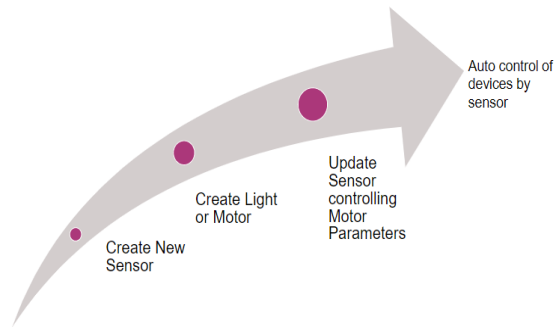 Create New
Sensor
Create Light
or Motor
Update
Sensor
controlling
Motor
Parameters
Auto control of
devices by
sensor